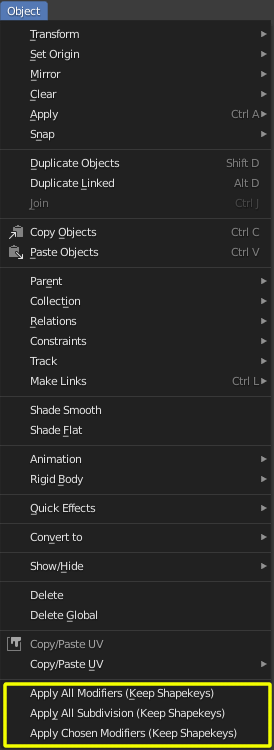 Object
Transform
Set Origin
Mirror
Clear
Apply Ctrl A
Snap
Duplicate Objects Shift D
Duplicate Linked Alt D
Join Ctrl J
Copy Objects Ctrl C
Paste Objects Ctrl V
Parent
Collection
Relations
Constraints
Track
Make Links Ctrl L
Shade Smooth
Shade Flat
Animation
Rigid Body
Quick Effects
Convert to
Show/Hide
Delete
Delete Global
Copy/Paste UV
Copy/Paste UV
Apply All Modifiers (Keep Shapekeys)
Apply All Subdivision (Keep Shapekeys)
Apply Chosen Modifiers (Keep Shapekeys)